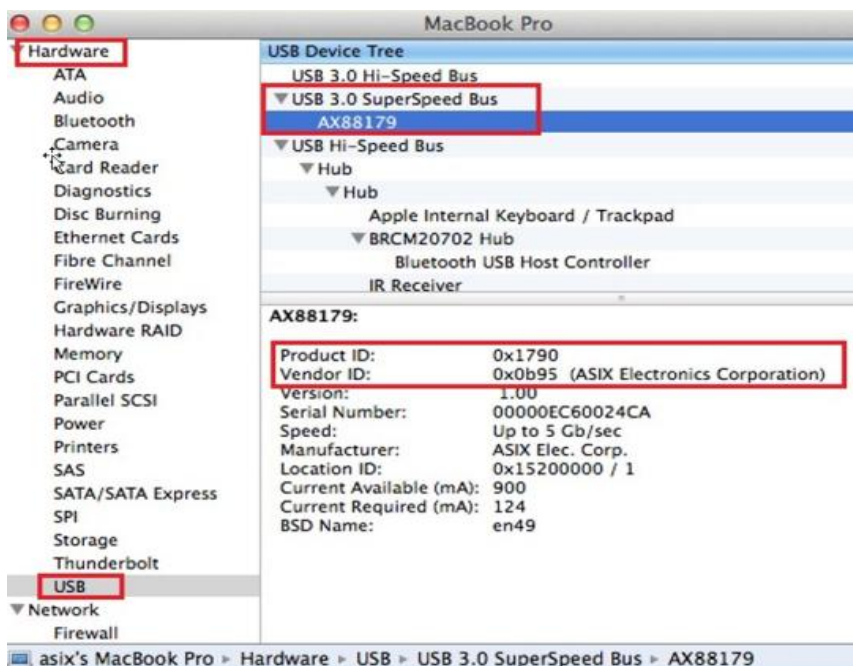 MacBook Pro
Hardware
ATA
Audio
Bluetooth
Camera
Card Reader
Diagnostics
Disc Burning
Ethernet Cards
Fibre Channel
FireWire
Graphics/Displays
Hardware RAID
Memory
PCI Cards
Parallel SCSI
Power
Printers
SAS
SATA/SATA Express
SPI
Storage
Thunderbolt
USB
Network
Firewall
USB Device Tree
USB 3.0 Hi-Speed Bus
USB 3.0 SuperSpeed Bus
AX88179
USB Hi-Speed Bus
Hub
Hub
Apple Internal Keyboard / Trackpad
BRCM20702 Hub
Bluetooth USB Host Controller
IR Receiver
AX88179:
Product ID: 0x1790
Vendor ID: 0x0b95 (ASIX Electronics Corporation)
Version: 1.00
Serial Number: 00000EC60024CA
Speed: Up to 5 Gb/sec
Manufacturer: ASIX Elec. Corp.
Location ID: 0x15200000 / 1
Current Available (mA): 900
Current Required (mA): 124
BSD Name: en49
asix's MacBook Pro ▸ Hardware ▸ USB ▸ USB 3.0 SuperSpeed Bus ▸ AX88179